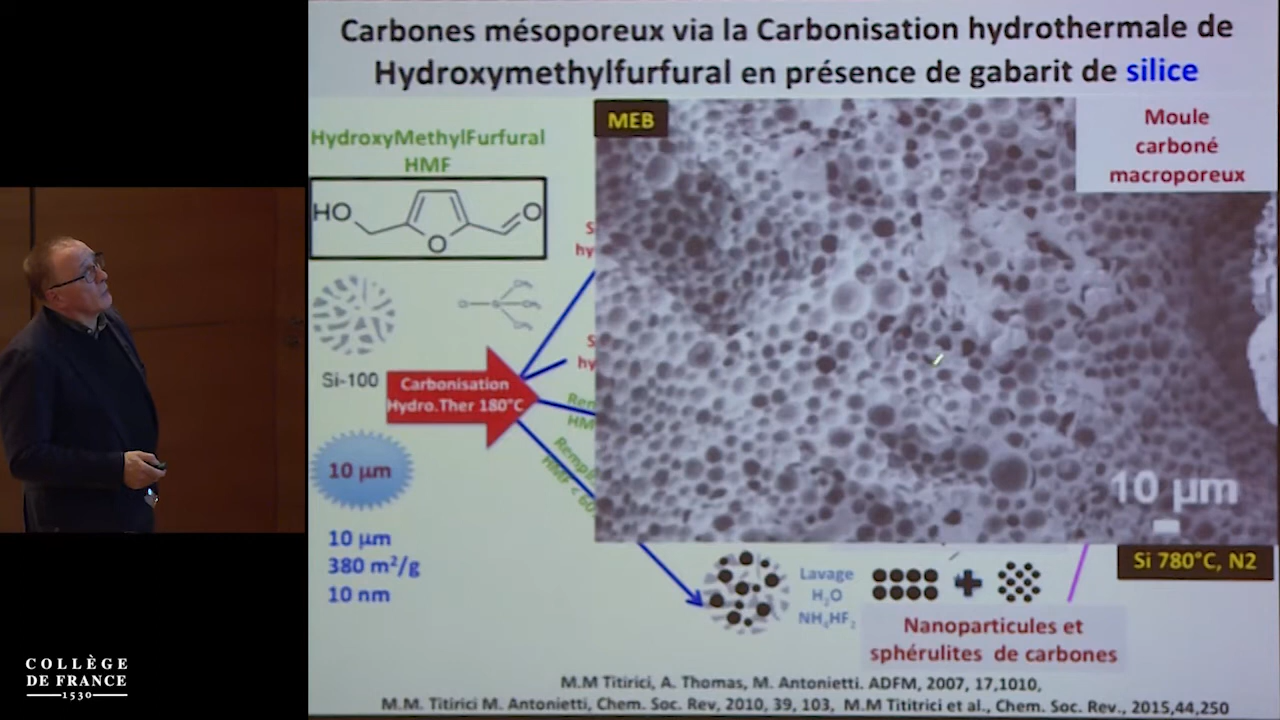 Carbones mésoporeux via la Carbonisation hydrothermale de
Hydroxymethylfurfural en présence de gabarit de silice
HydroxyMethylFurfural
HMF
HO
O
O
MEB
Moule
carboné
macroporeux
Si-100
Carbonisation
Hydro.Ther 180°C
10 µm
10 µm
380 m²/g
10 nm
10 µm
Si 780°C, N2
Lavage
H₂O
NH₄HF₂
Nanoparticules et
sphérulites de carbones
M.M Titirici, A. Thomas, M. Antonietti. ADFM, 2007, 17,1010,
M.M. Titirici M. Antonietti, Chem. Soc. Rev, 2010, 39, 103, M.M Tititrici et al., Chem. Soc. Rev., 2015,44,250
COLLÈGE
DE FRANCE
1530